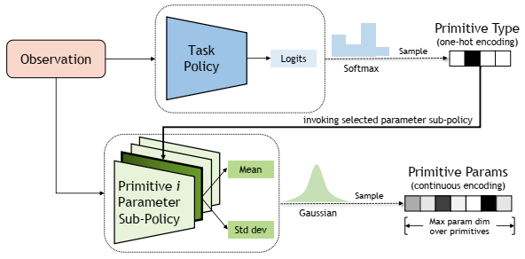 Observation
Task
Policy
Logits
Softmax
Sample
Primitive Type
(one-hot encoding)
invoking selected parameter sub-policy
Primitive i
Parameter
Sub-Policy
Mean
Std dev
Gaussian
Sample
Primitive Params
(continuous encoding)
Max param dim
over primitives